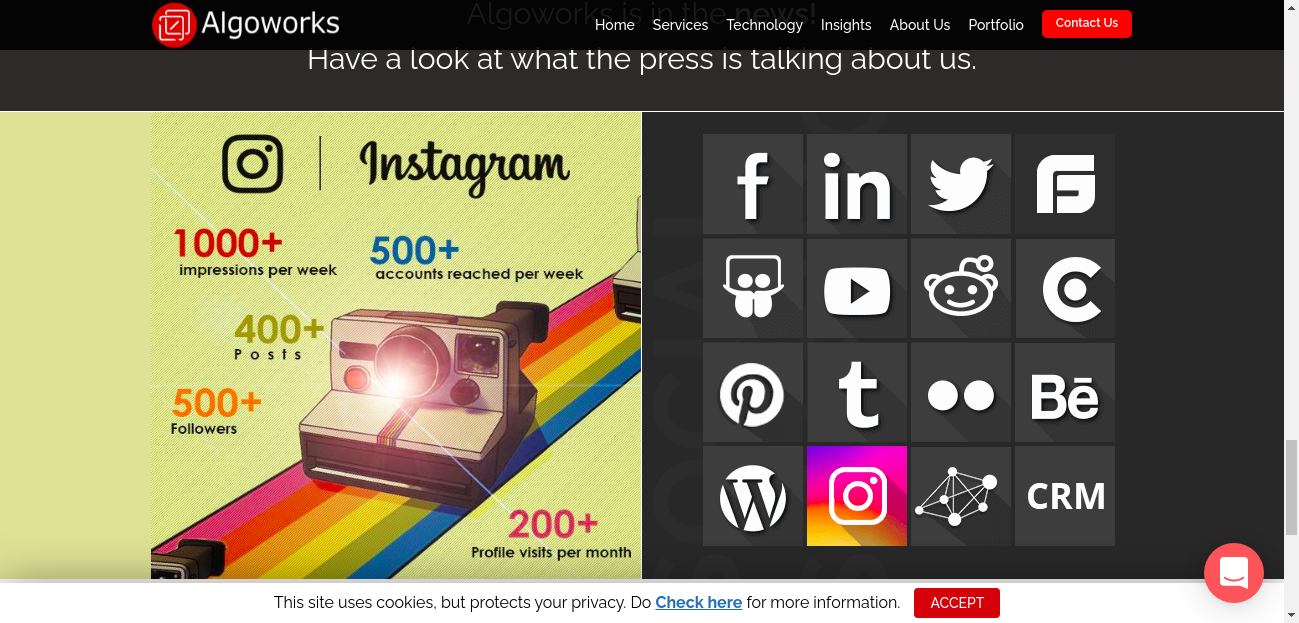 Algoworks is in the news!
Algoworks
Home Services Technology Insights About Us Portfolio Contact Us
Have a look at what the press is talking about us.
Instagram
1000+
impressions per week
500+
accounts reached per week
400+
Posts
500+
Followers
200+
Profile visits per month
f in
t Bē
CRM
This site uses cookies, but protects your privacy. Do Check here for more information. ACCEPT